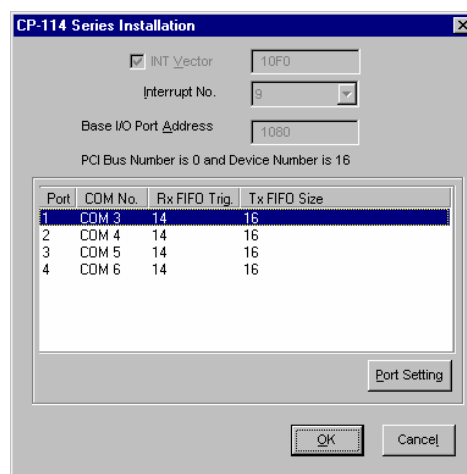 CP-114 Series Installation
INT Vector 10F0
Interrupt No. 9
Base I/O Port Address 1080
PCI Bus Number is 0 and Device Number is 16
Port COM No. Rx FIFO Trig. Tx FIFO Size
1 COM 3 14 16
2 COM 4 14 16
3 COM 5 14 16
4 COM 6 14 16
Port Setting
OK Cancel